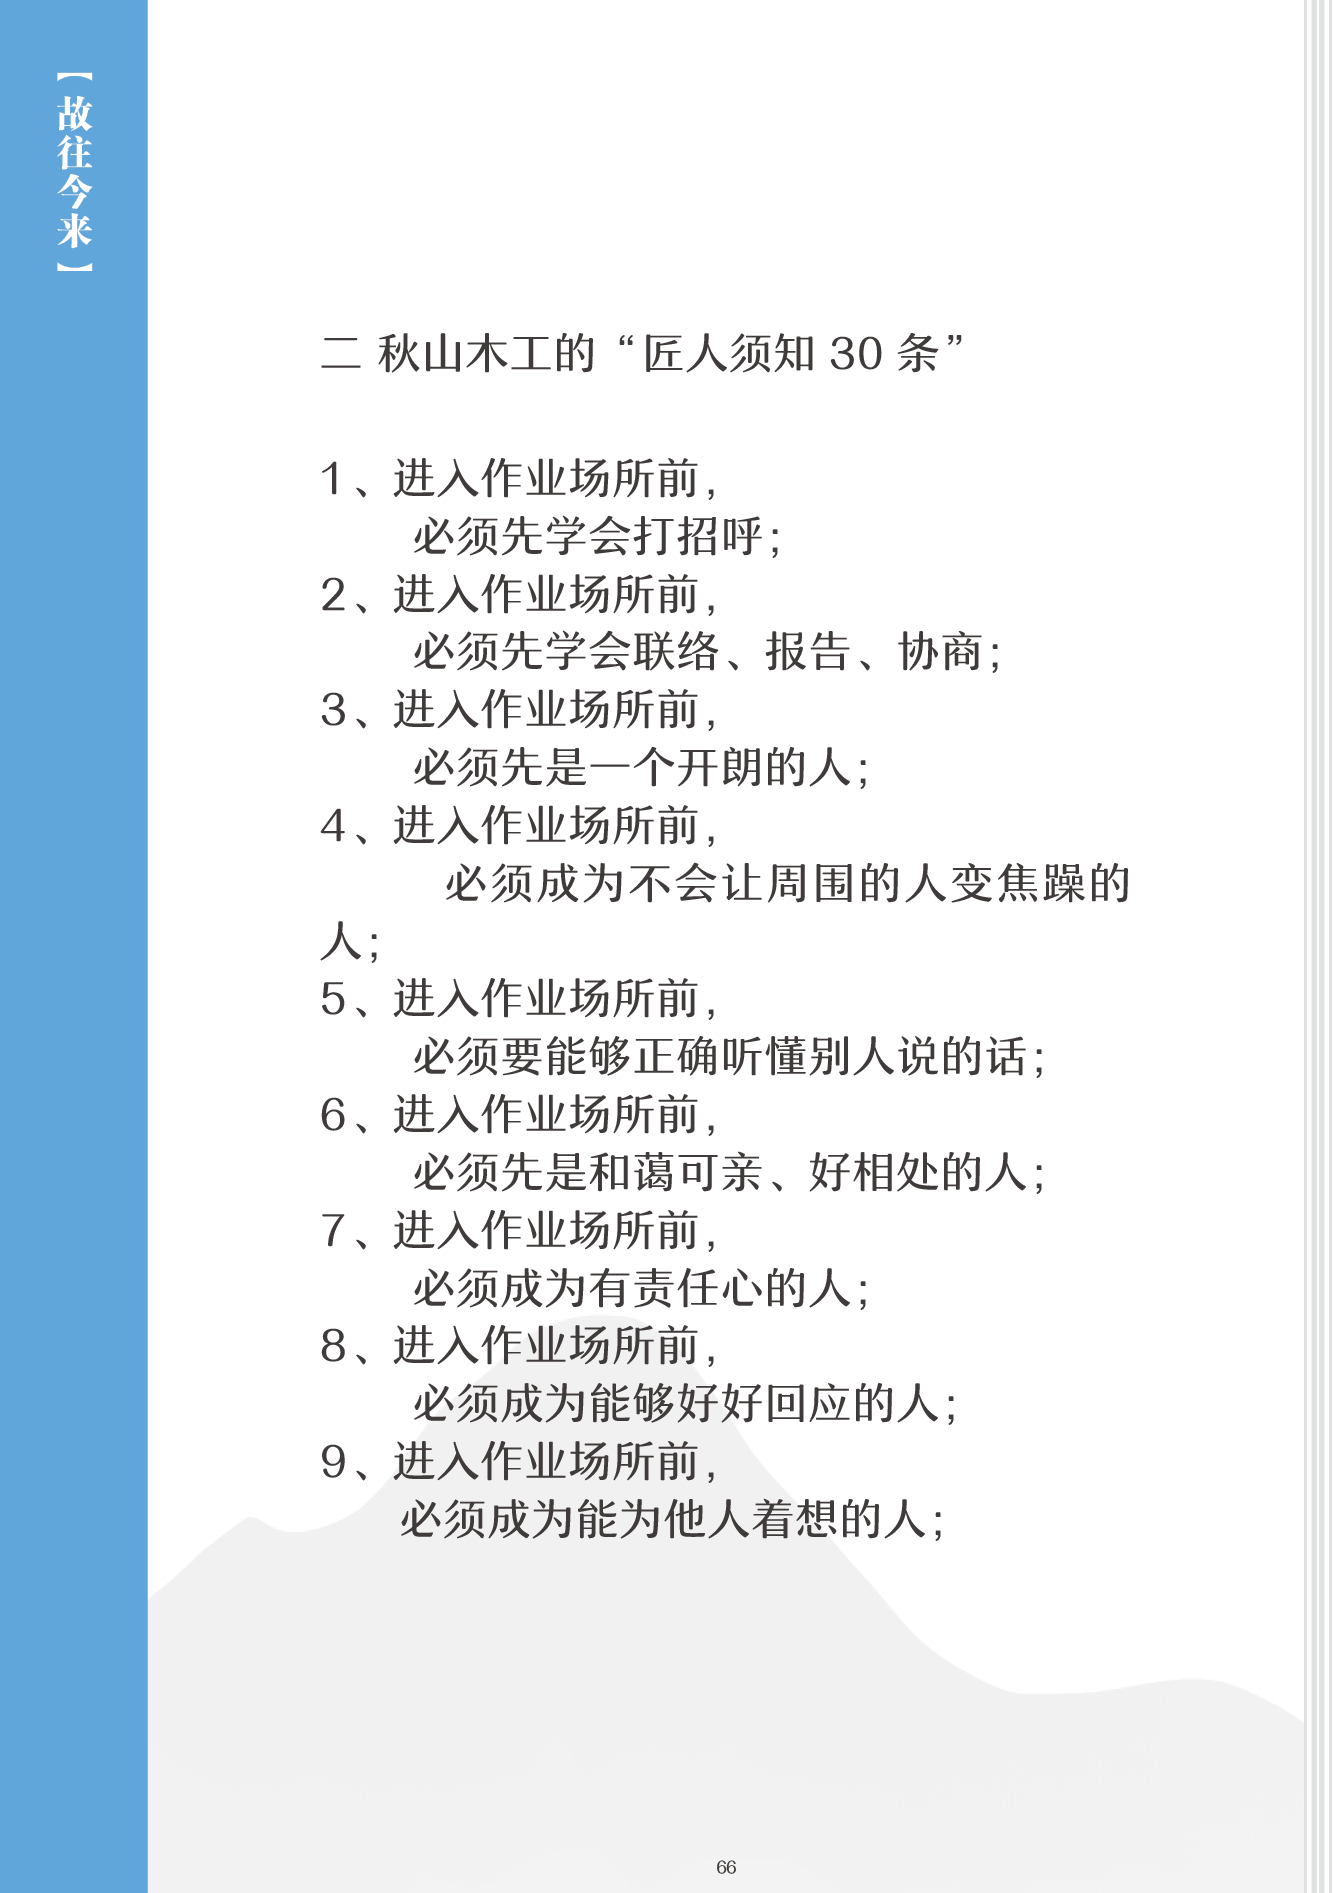 【故往今来】
二 秋山木工的“匠人须知 30 条”
1、进入作业场所前，
必须先学会打招呼；
2、进入作业场所前，
必须先学会联络、报告、协商；
3、进入作业场所前，
必须先是一个开朗的人；
4、进入作业场所前，
必须成为不会让周围的人变焦躁的
人；
5、进入作业场所前，
必须要能够正确听懂别人说的话；
6、进入作业场所前，
必须先是和蔼可亲、好相处的人；
7、进入作业场所前，
必须成为有责任心的人；
8、进入作业场所前，
必须成为能够好好回应的人；
9、进入作业场所前，
必须成为能为他人着想的人；
66